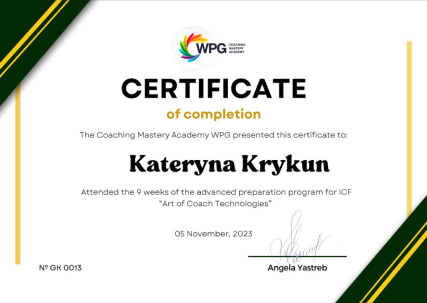 WPG COACHING
MASTERY
ACADEMY
CERTIFICATE
of completion
The Coaching Mastery Academy WPG presented this certificate to:
Kateryna Krykun
Attended the 9 weeks of the advanced preparation program for ICF
"Art of Coach Technologies"
05 November, 2023
Nº GK 0013
Angela Yastreb